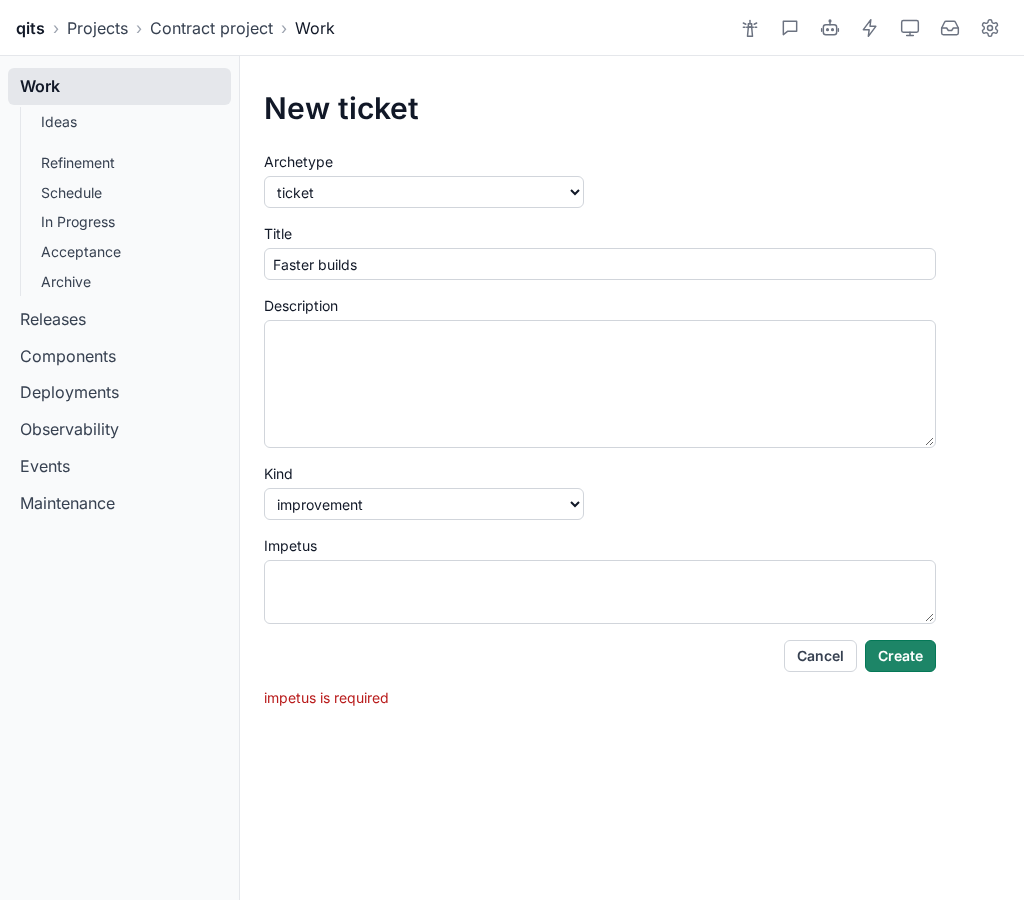 qits › Projects › Contract project › Work
Work
Ideas
Refinement
Schedule
In Progress
Acceptance
Archive
Releases
Components
Deployments
Observability
Events
Maintenance
New ticket
Archetype
ticket
Title
Faster builds
Description
Kind
improvement
Impetus
Cancel Create
impetus is required